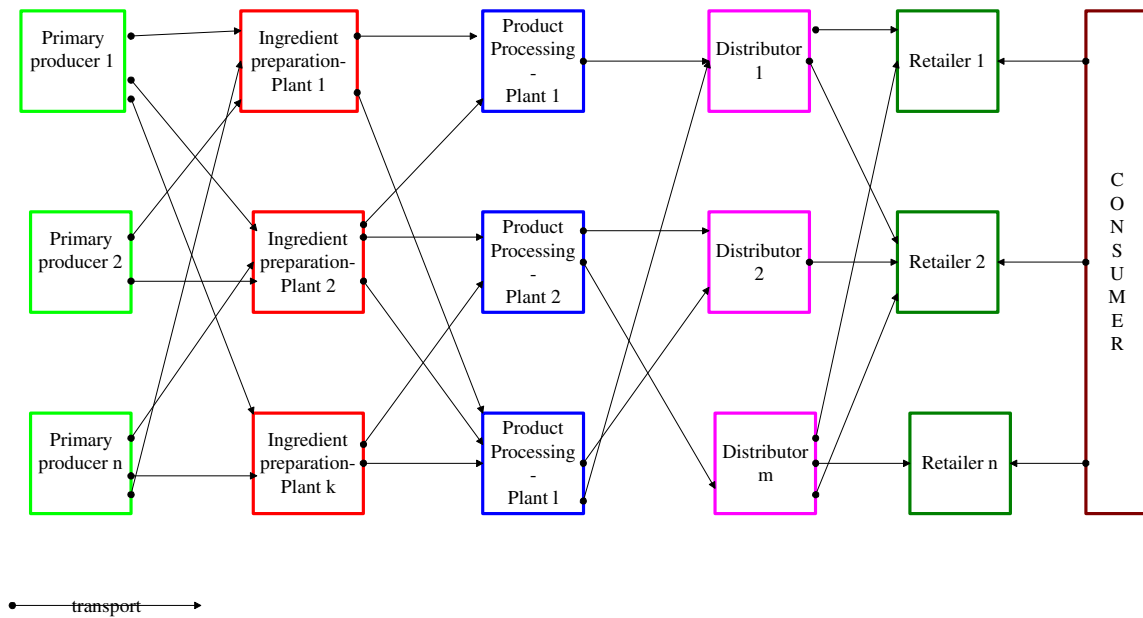 Primary
producer 1
Ingredient
preparation-
Plant 1
Product
Processing
-
Plant 1
Distributor
1
Retailer 1
Primary
producer 2
Ingredient
preparation-
Plant 2
Product
Processing
-
Plant 2
Distributor
2
Retailer 2
Primary
producer n
Ingredient
preparation-
Plant k
Product
Processing
-
Plant l
Distributor
m
Retailer n
C
O
N
S
U
M
E
R
transport